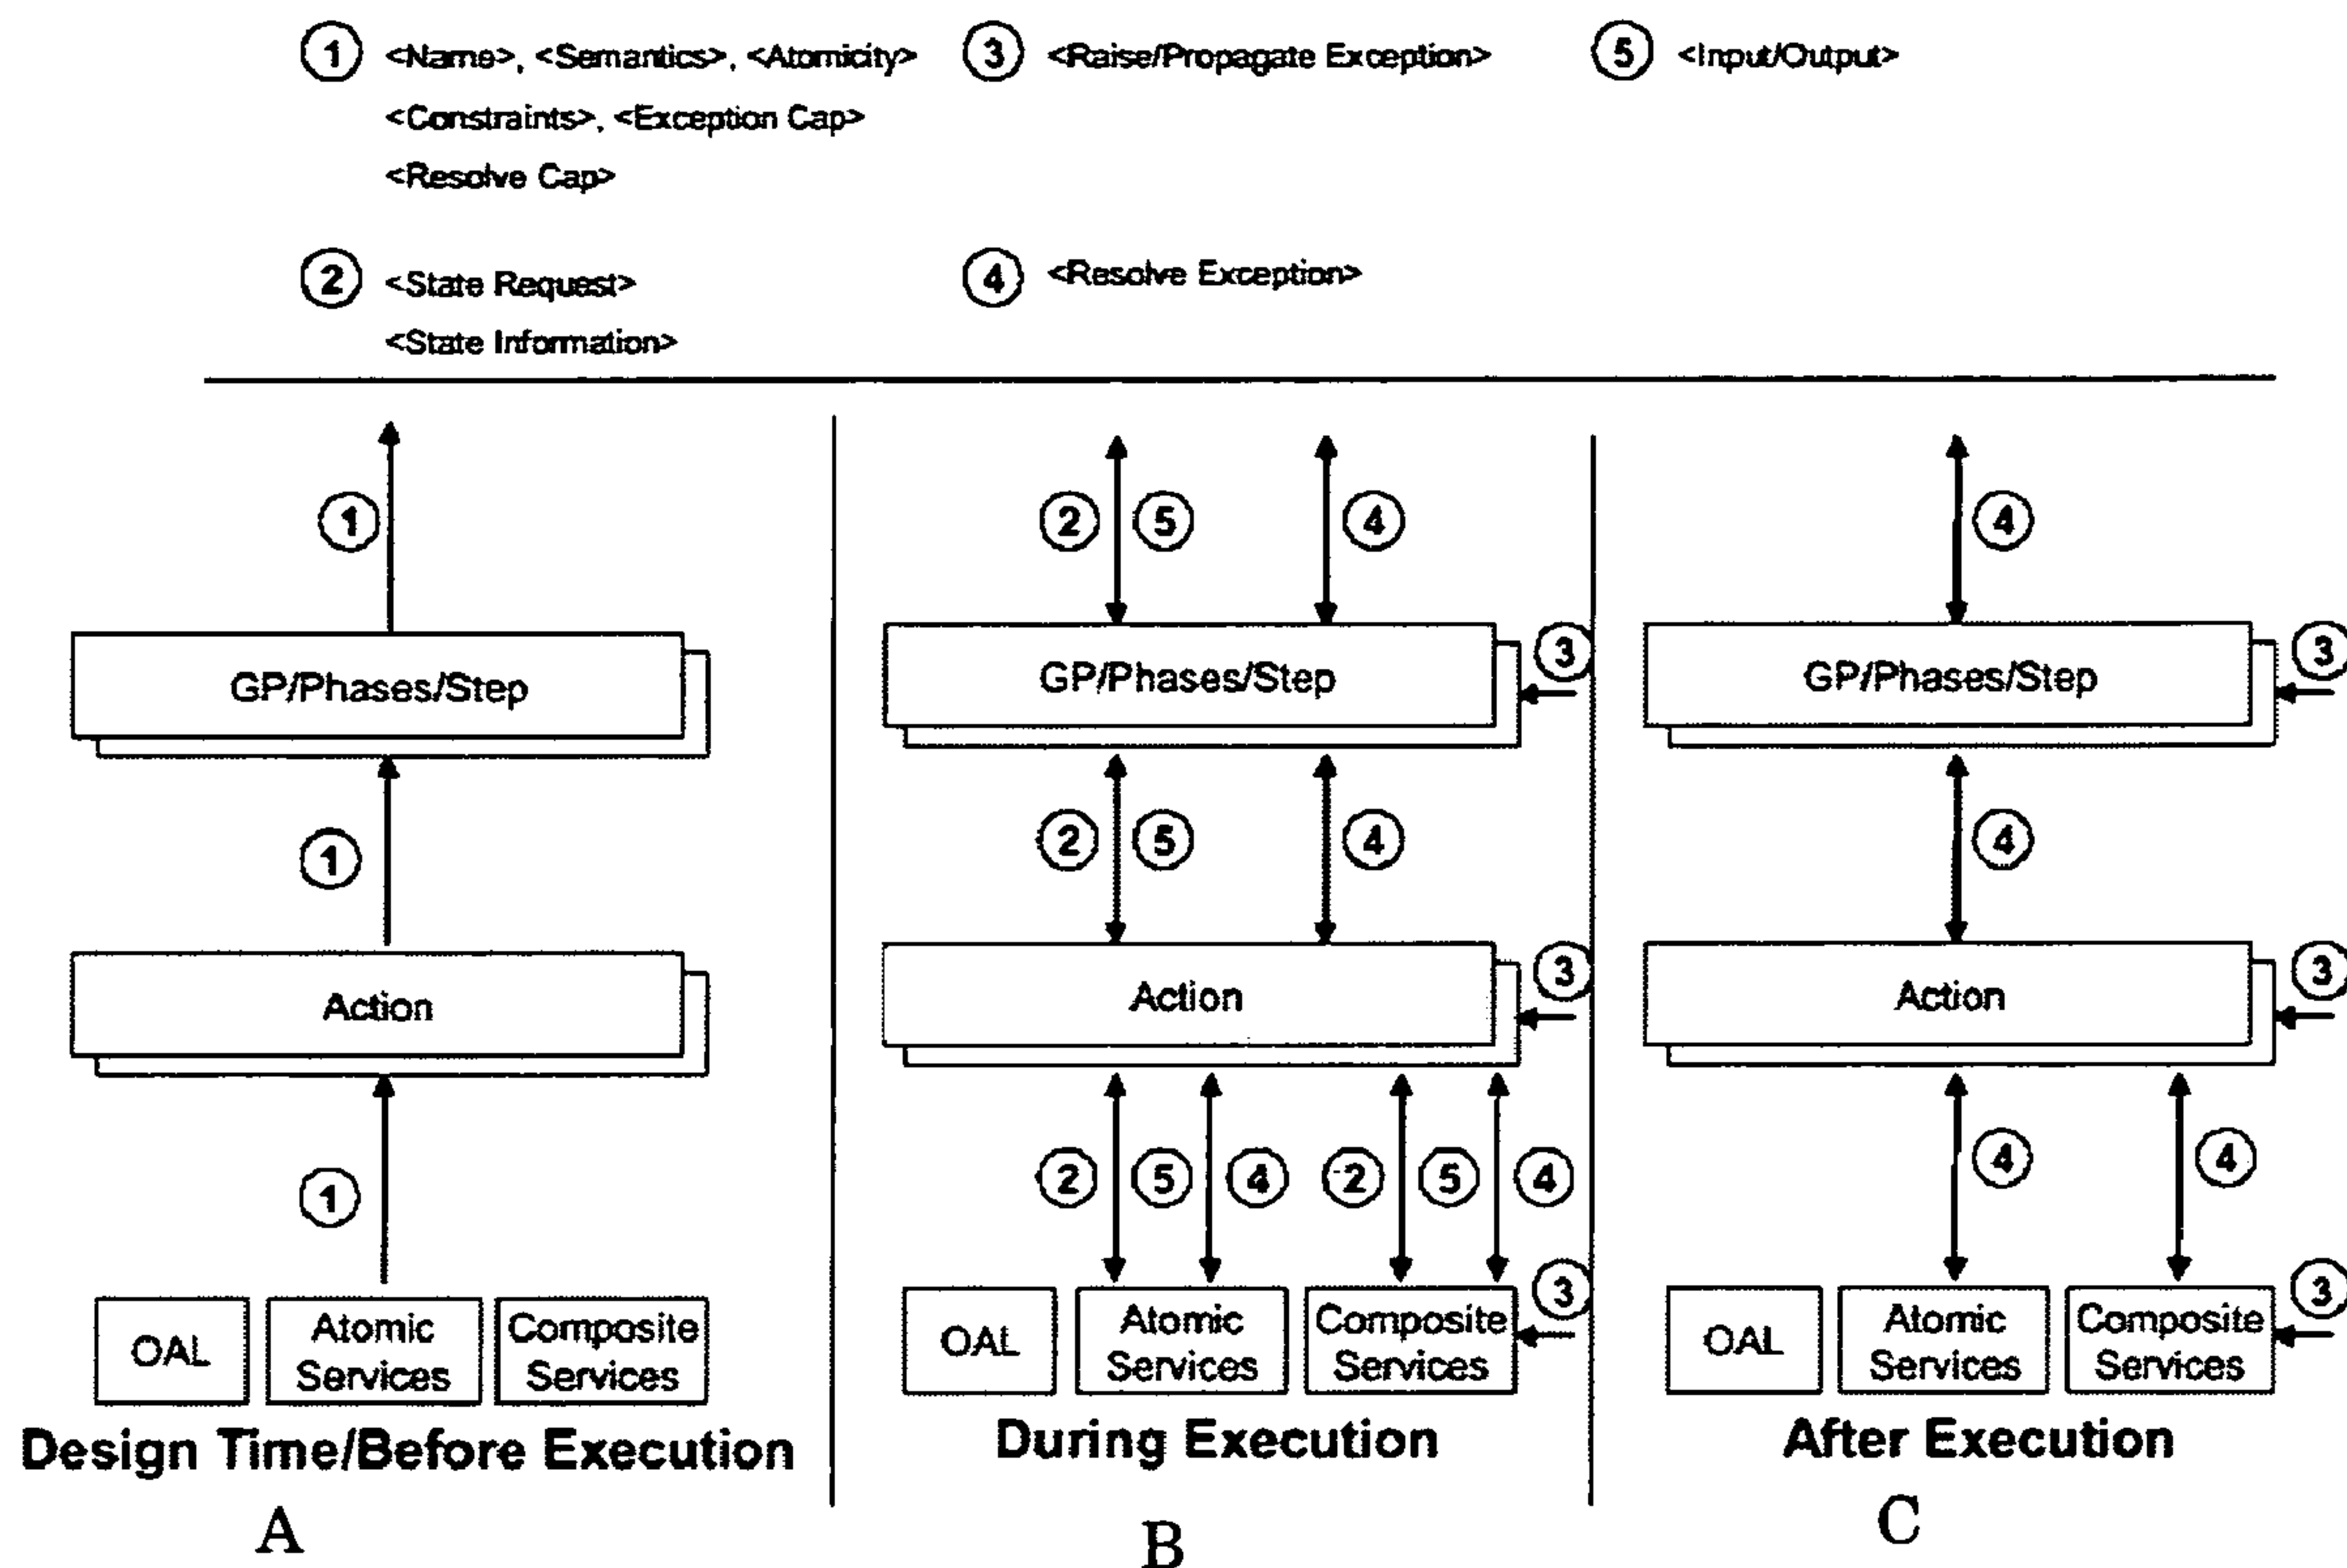 1 <Name>, <Semantics>, <Atomicity>
<Constraints>, <Exception Cap>
<Resolve Cap>
3 <Raise/Propagate Exception>
5 <Input/Output>
2 <State Request>
<State Information>
4 <Resolve Exception>
1
GP/Phases/Step
1
Action
1
OAL
Atomic
Services
Composite
Services
Design Time/Before Execution
A
2 5 4
GP/Phases/Step
3
2 5 4
Action
3
2 5 4 2 5 4
3
OAL
Atomic
Services
Composite
Services
During Execution
B
4
GP/Phases/Step
3
4
Action
3
4 4
3
OAL
Atomic
Services
Composite
Services
After Execution
C